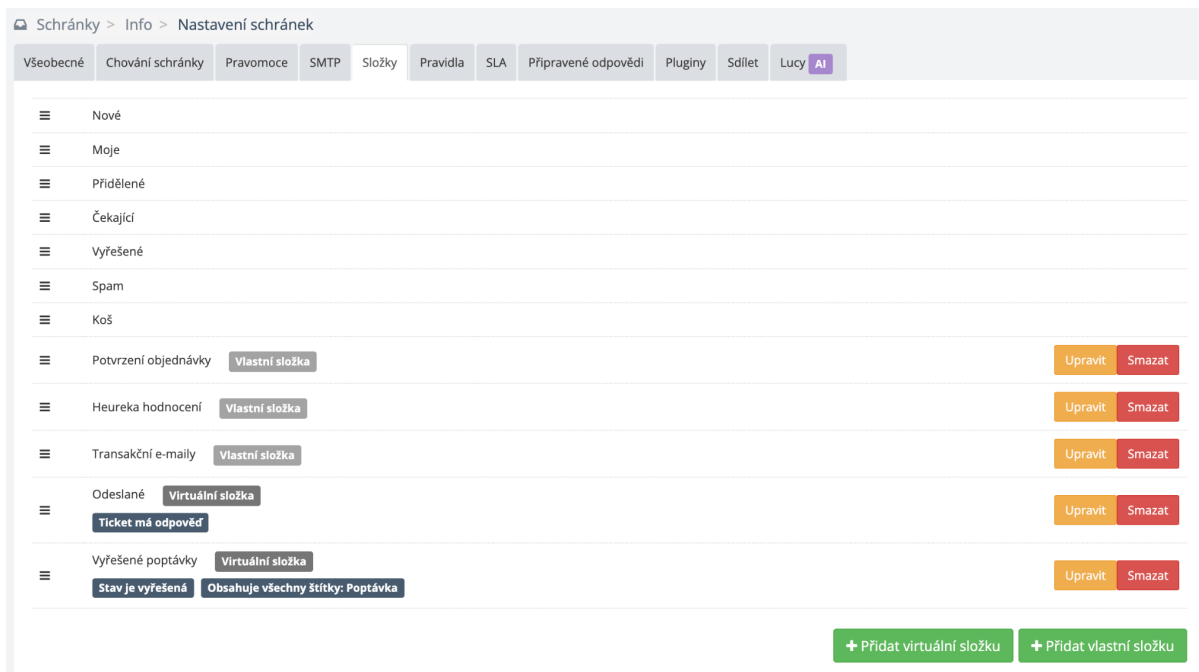 Schránky > Info > Nastavení schránek
Všeobecné Chování schránky Pravomoce SMTP Složky Pravidla SLA Připravené odpovědi Pluginy Sdílet Lucy AI
Nové
Moje
Přidělené
Čekající
Vyřešené
Spam
Koš
Potvrzení objednávky Vlastní složka Upravit Smazat
Heureka hodnocení Vlastní složka Upravit Smazat
Transakční e-maily Vlastní složka Upravit Smazat
Odeslané Virtuální složka
Ticket má odpověď Upravit Smazat
Vyřešené poptávky Virtuální složka
Stav je vyřešená Obsahuje všechny štítky: Poptávka Upravit Smazat
+ Přidat virtuální složku + Přidat vlastní složku